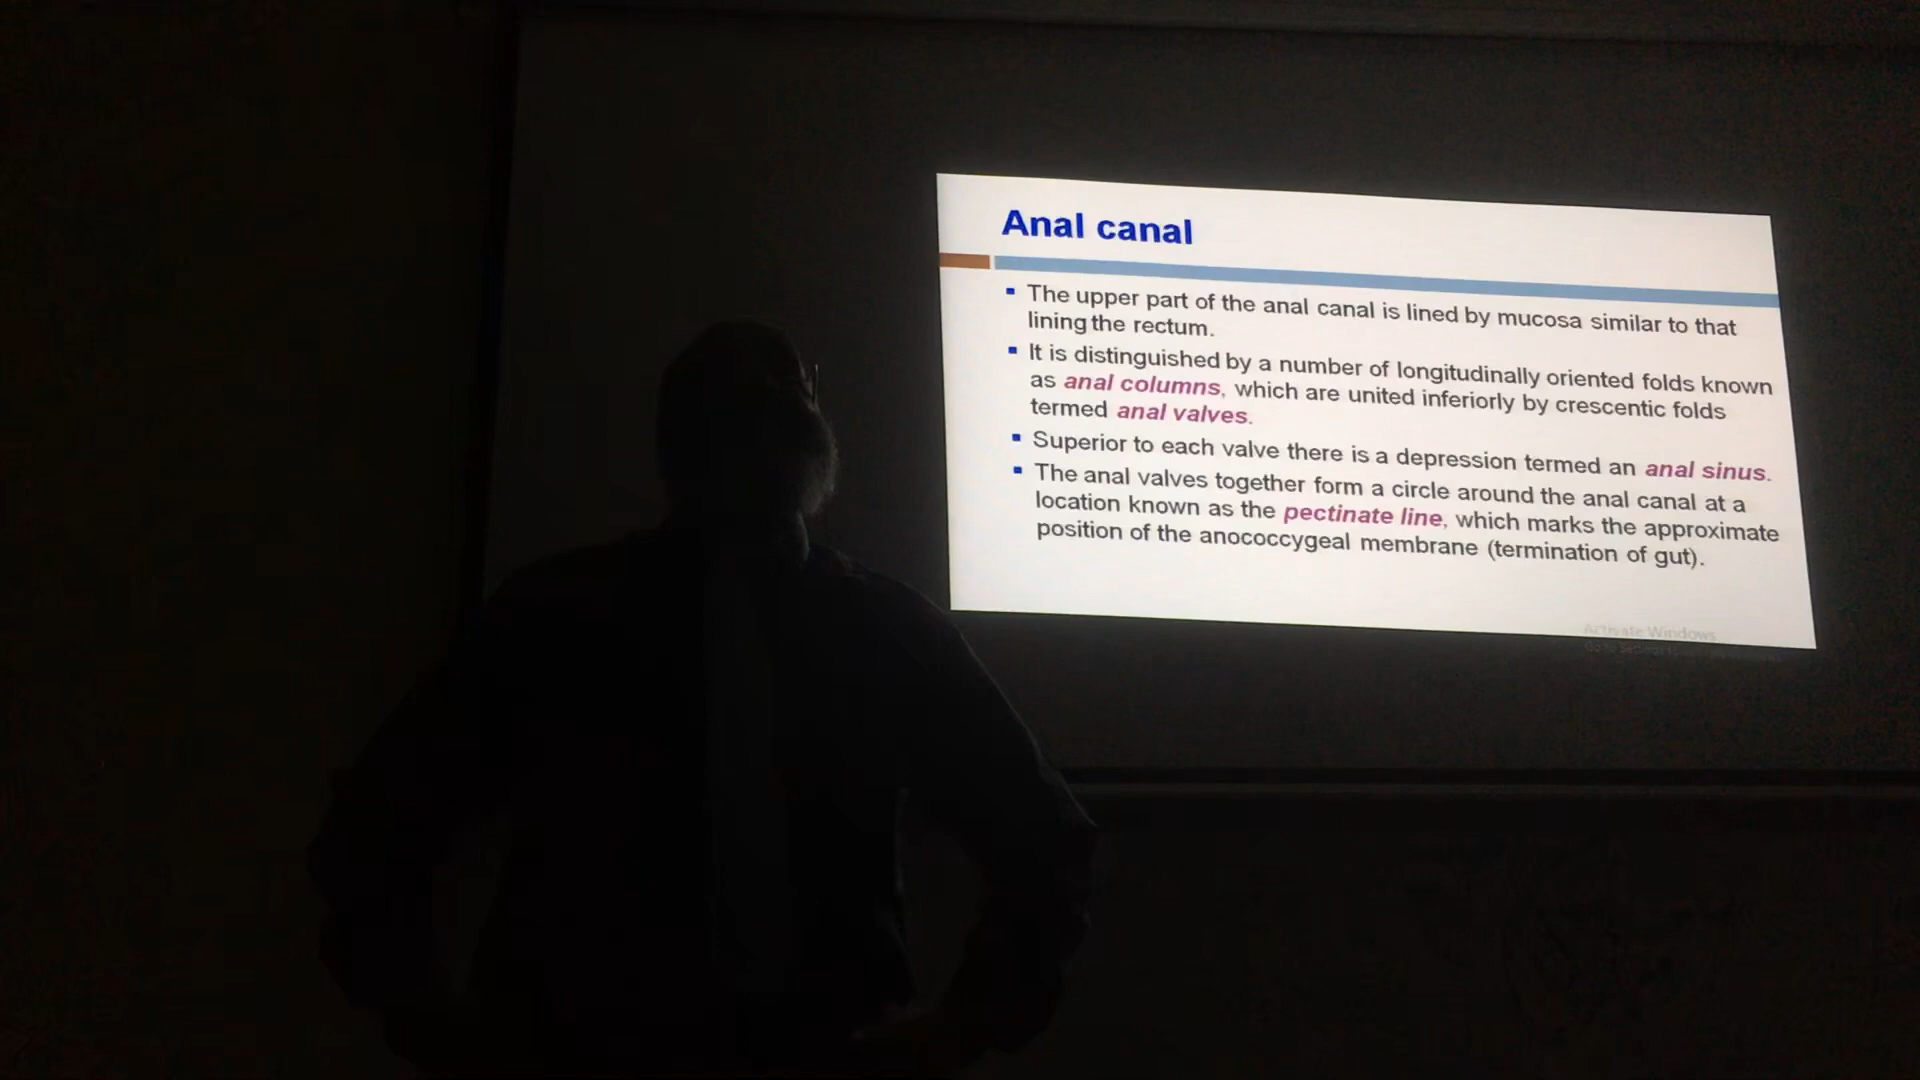 Anal canal
▪ The upper part of the anal canal is lined by mucosa similar to that
lining the rectum.
▪ It is distinguished by a number of longitudinally oriented folds known
as anal columns, which are united inferiorly by crescentic folds
termed anal valves.
▪ Superior to each valve there is a depression termed an anal sinus.
▪ The anal valves together form a circle around the anal canal at a
location known as the pectinate line, which marks the approximate
position of the anococcygeal membrane (termination of gut).
Activate Windows
Go to Settings